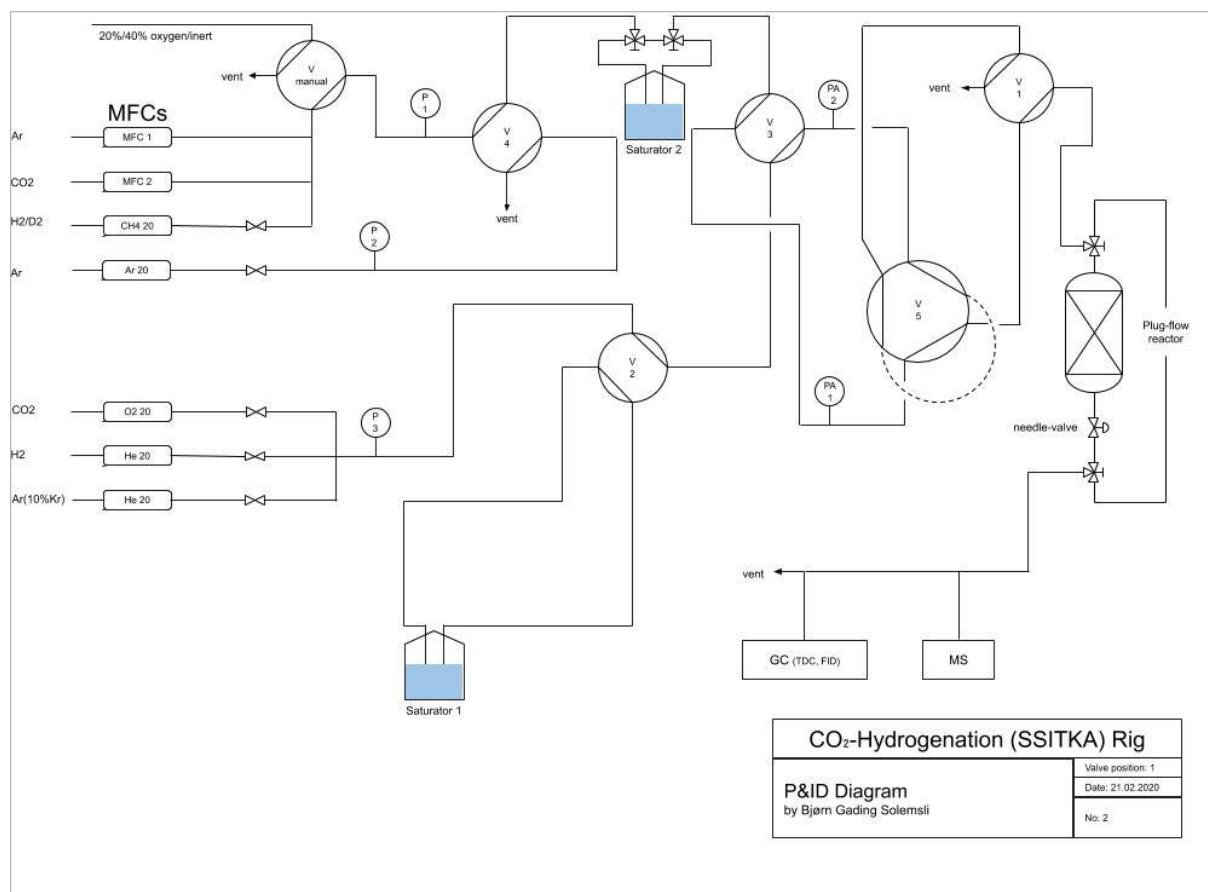 20%/40% oxygen/inert
V
manual
vent
MFCs
Ar
MFC 1
CO2
MFC 2
H2/D2
CH4 20
Ar
Ar 20
P
1
P
2
V
4
vent
Saturator 2
V
3
PA
2
vent
V
1
V
5
PA
1
Plug-flow
reactor
needle-valve
V
2
CO2
O2 20
H2
He 20
P
3
Ar(10%Kr)
He 20
Saturator 1
vent
GC (TDC, FID)
MS
CO₂-Hydrogenation (SSITKA) Rig
P&ID Diagram
by Bjørn Gading Solemsli
Valve position: 1
Date: 21.02.2020
No: 2